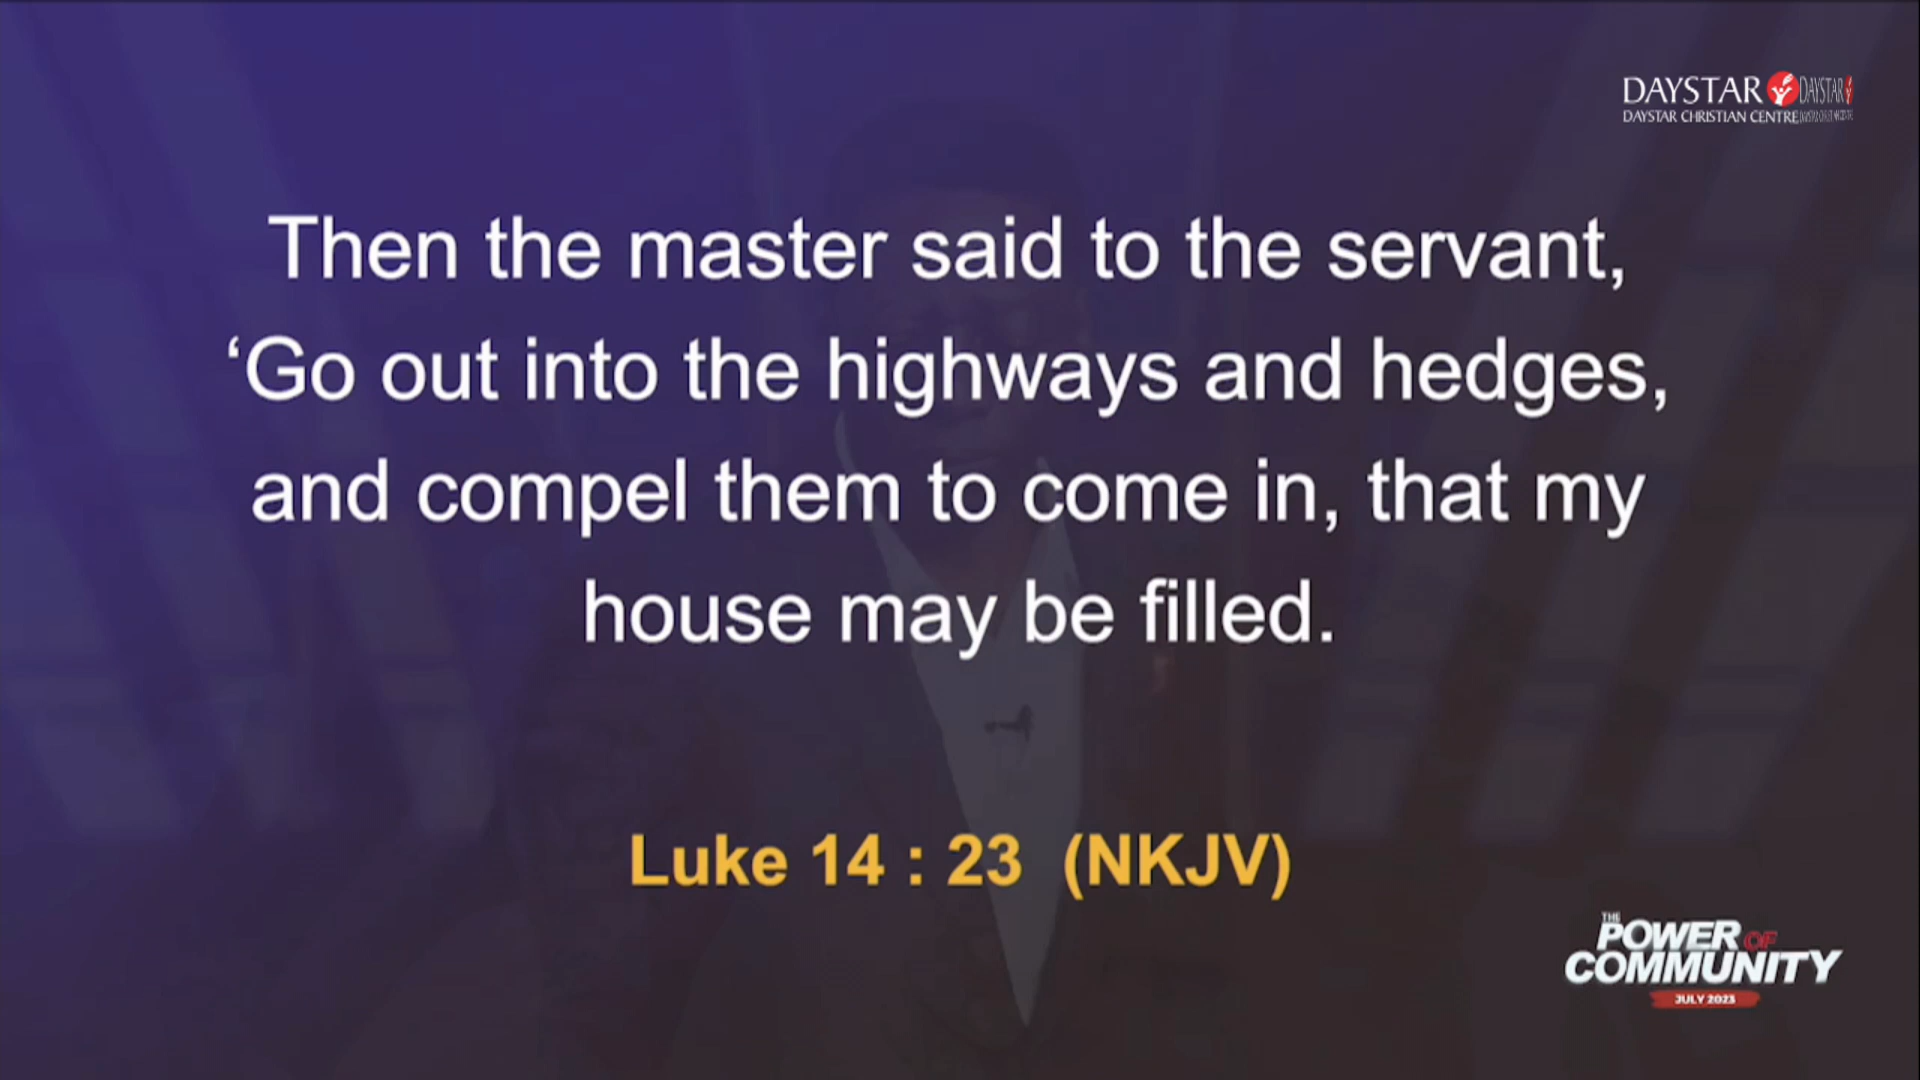 DAYSTAR DAYSTAR
DAYSTAR CHRISTIAN CENTRE
Then the master said to the servant,
‘Go out into the highways and hedges,
and compel them to come in, that my
house may be filled.
Luke 14 : 23 (NKJV)
THE
POWER OF
COMMUNITY
JULY 2023